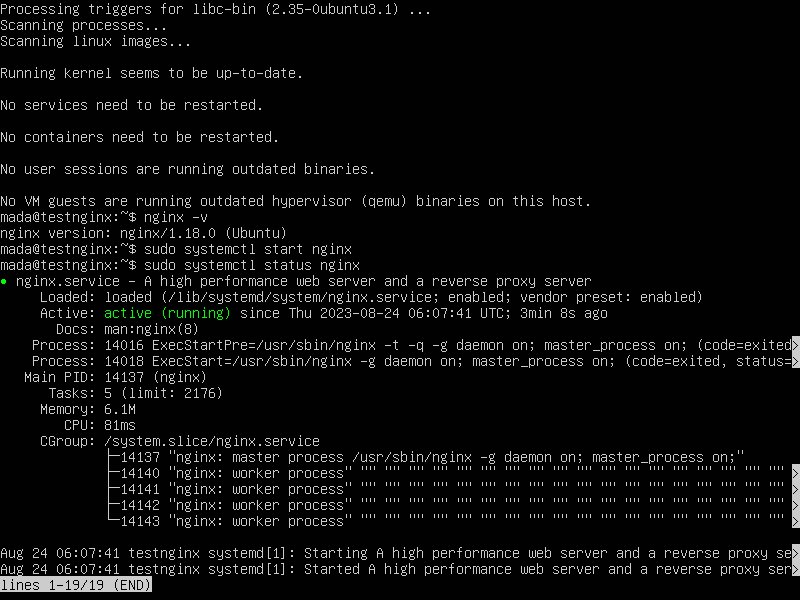 Processing triggers for libc-bin (2.35-0ubuntu3.1) ...
Scanning processes...
Scanning linux images...
Running kernel seems to be up-to-date.
No services need to be restarted.
No containers need to be restarted.
No user sessions are running outdated binaries.
No VM guests are running outdated hypervisor (qemu) binaries on this host.
mada@testnginx:~$ nginx -v
nginx version: nginx/1.18.0 (Ubuntu)
mada@testnginx:~$ sudo systemctl start nginx
mada@testnginx:~$ sudo systemctl status nginx
● nginx.service - A high performance web server and a reverse proxy server
Loaded: loaded (/lib/systemd/system/nginx.service; enabled; vendor preset: enabled)
Active: active (running) since Thu 2023-08-24 06:07:41 UTC; 3min 8s ago
Docs: man:nginx(8)
Process: 14016 ExecStartPre=/usr/sbin/nginx -t -q -g daemon on; master_process on; (code=exited>
Process: 14018 ExecStart=/usr/sbin/nginx -g daemon on; master_process on; (code=exited, status=>
Main PID: 14137 (nginx)
Tasks: 5 (limit: 2176)
Memory: 6.1M
CPU: 81ms
CGroup: /system.slice/nginx.service
├─14137 "nginx: master process /usr/sbin/nginx -g daemon on; master_process on;"
├─14140 "nginx: worker process" "" "" "" "" "" "" "" "" "" "" "" "" "" "" "" "" "" "" >
├─14141 "nginx: worker process" "" "" "" "" "" "" "" "" "" "" "" "" "" "" "" "" "" "" >
├─14142 "nginx: worker process" "" "" "" "" "" "" "" "" "" "" "" "" "" "" "" "" "" "" >
└─14143 "nginx: worker process" "" "" "" "" "" "" "" "" "" "" "" "" "" "" "" "" "" "" >
Aug 24 06:07:41 testnginx systemd[1]: Starting A high performance web server and a reverse proxy se>
Aug 24 06:07:41 testnginx systemd[1]: Started A high performance web server and a reverse proxy ser>
lines 1-19/19 (END)